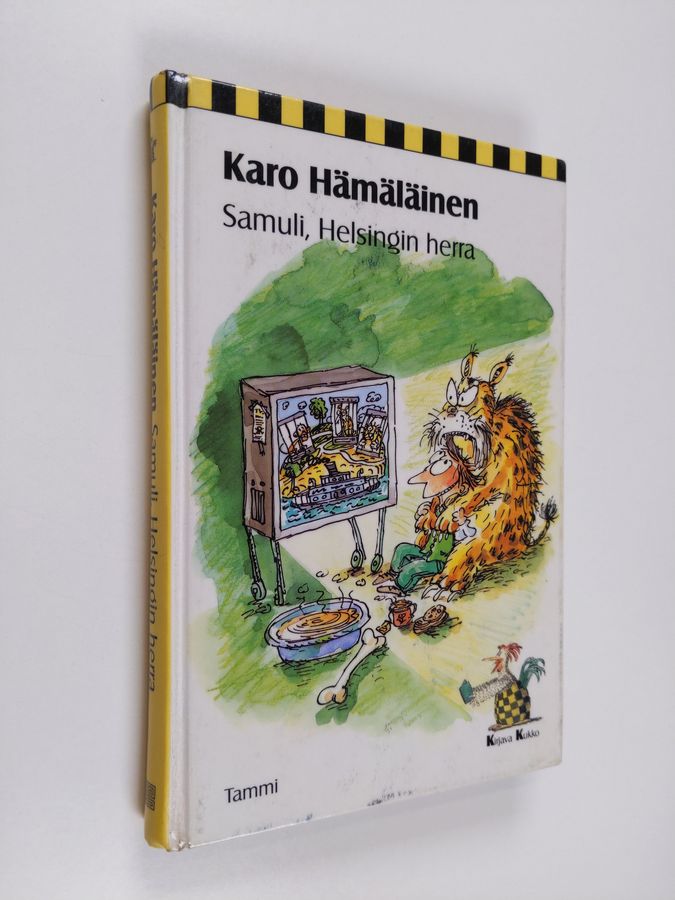 Karo Hämäläinen
Samuli, Helsingin herra
Kirjava Kukko
Tammi
Karo Hämäläinen Samuli, Helsingin herra